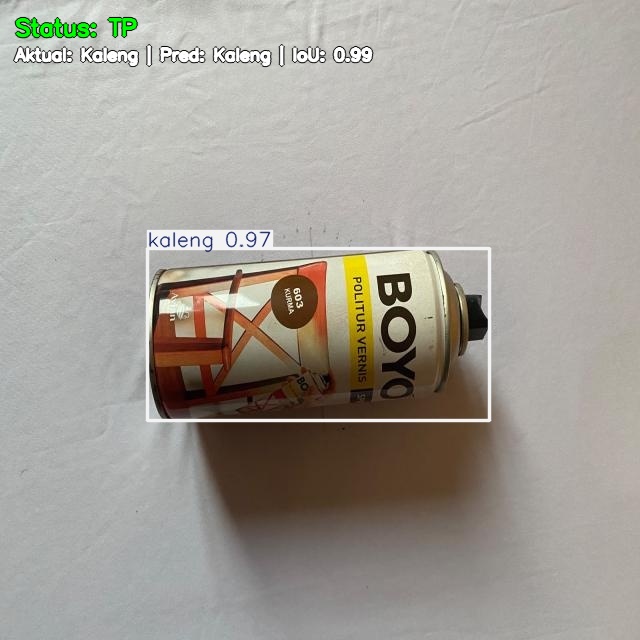 Status: TP
Aktual: Kaleng | Pred: Kaleng | IoU: 0.99
kaleng 0.97
603
KURMA
POLITUR VERNIS
BOYO